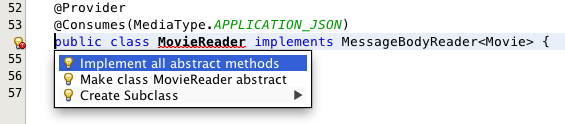 52 @Provider
53 @Consumes(MediaType.APPLICATION_JSON)
public class MovieReader implements MessageBodyReader<Movie> {
55 Implement all abstract methods
56 Make class MovieReader abstract
57 Create Subclass